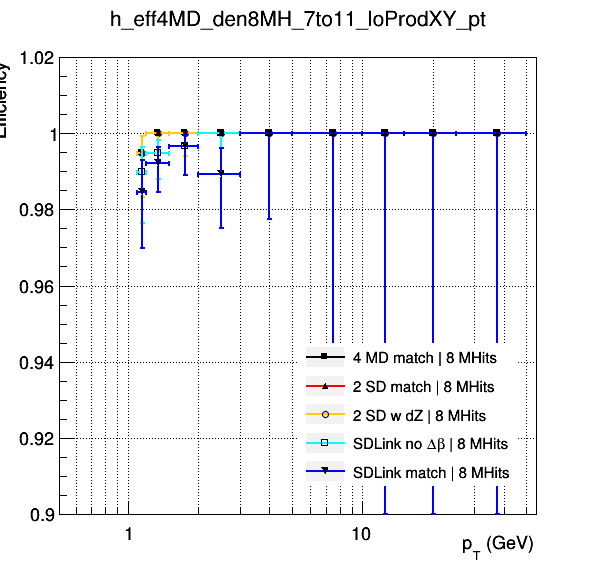 h_eff4MD_den8MH_7to11_loProdXY_pt
Efficiency
1.02
1
0.98
0.96
0.94
0.92
0.9
4 MD match | 8 MHits
2 SD match | 8 MHits
2 SD w dZ | 8 MHits
SDLink no Δβ | 8 MHits
SDLink match | 8 MHits
1
10
p_T (GeV)